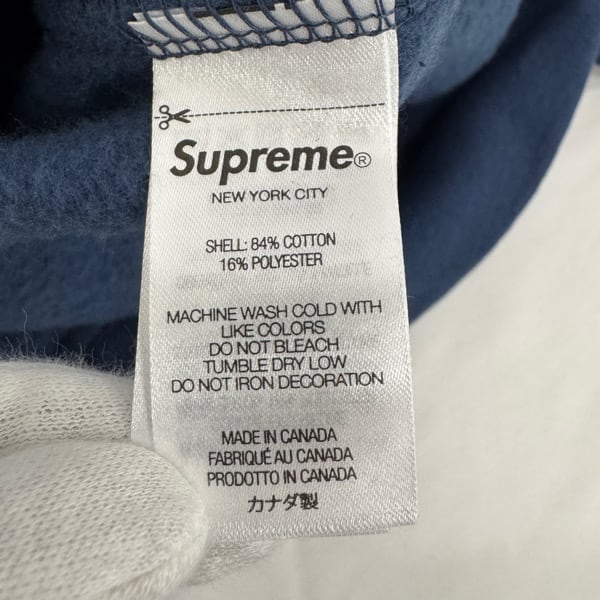 Supreme®
NEW YORK CITY
SHELL: 84% COTTON
16% POLYESTER
MACHINE WASH COLD WITH
LIKE COLORS
DO NOT BLEACH
TUMBLE DRY LOW
DO NOT IRON DECORATION
MADE IN CANADA
FABRIQUÉ AU CANADA
PRODOTTO IN CANADA
カナダ製